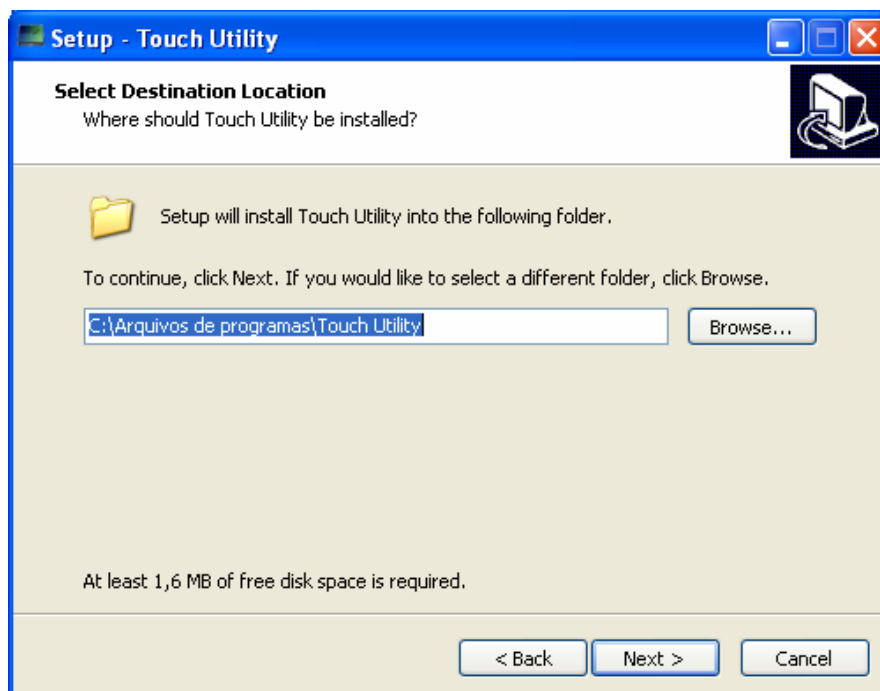 Setup - Touch Utility
Select Destination Location
Where should Touch Utility be installed?
Setup will install Touch Utility into the following folder.
To continue, click Next. If you would like to select a different folder, click Browse.
C:\Arquivos de programas\Touch Utility
Browse...
At least 1,6 MB of free disk space is required.
< Back
Next >
Cancel